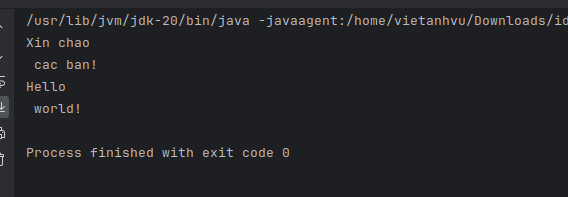 /usr/lib/jvm/jdk-20/bin/java -javaagent:/home/vietanhvu/Downloads/id
Xin chao
 cac ban!
Hello
 world!
Process finished with exit code 0